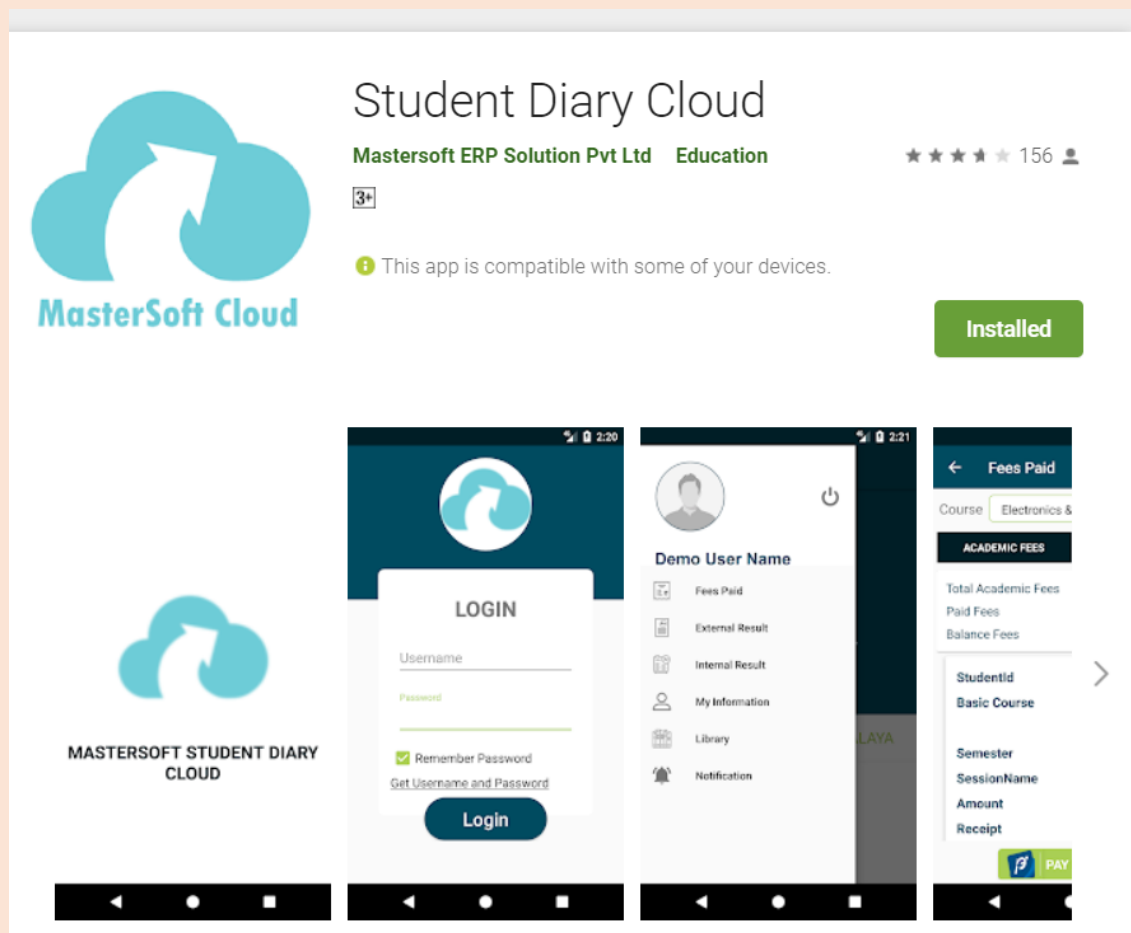 Student Diary Cloud
Mastersoft ERP Solution Pvt Ltd Education
156
3+
This app is compatible with some of your devices.
MasterSoft Cloud
Installed
MASTERSOFT STUDENT DIARY
CLOUD
2:20
LOGIN
Username
Password
Remember Password
Get Username and Password
Login
2:21
Demo User Name
Fees Paid
External Result
Internal Result
My Information
Library
Notification
LAYA
Fees Paid
Course Electronics &
ACADEMIC FEES
Total Academic Fees
Paid Fees
Balance Fees
StudentId
Basic Course
Semester
SessionName
Amount
Receipt
PAY